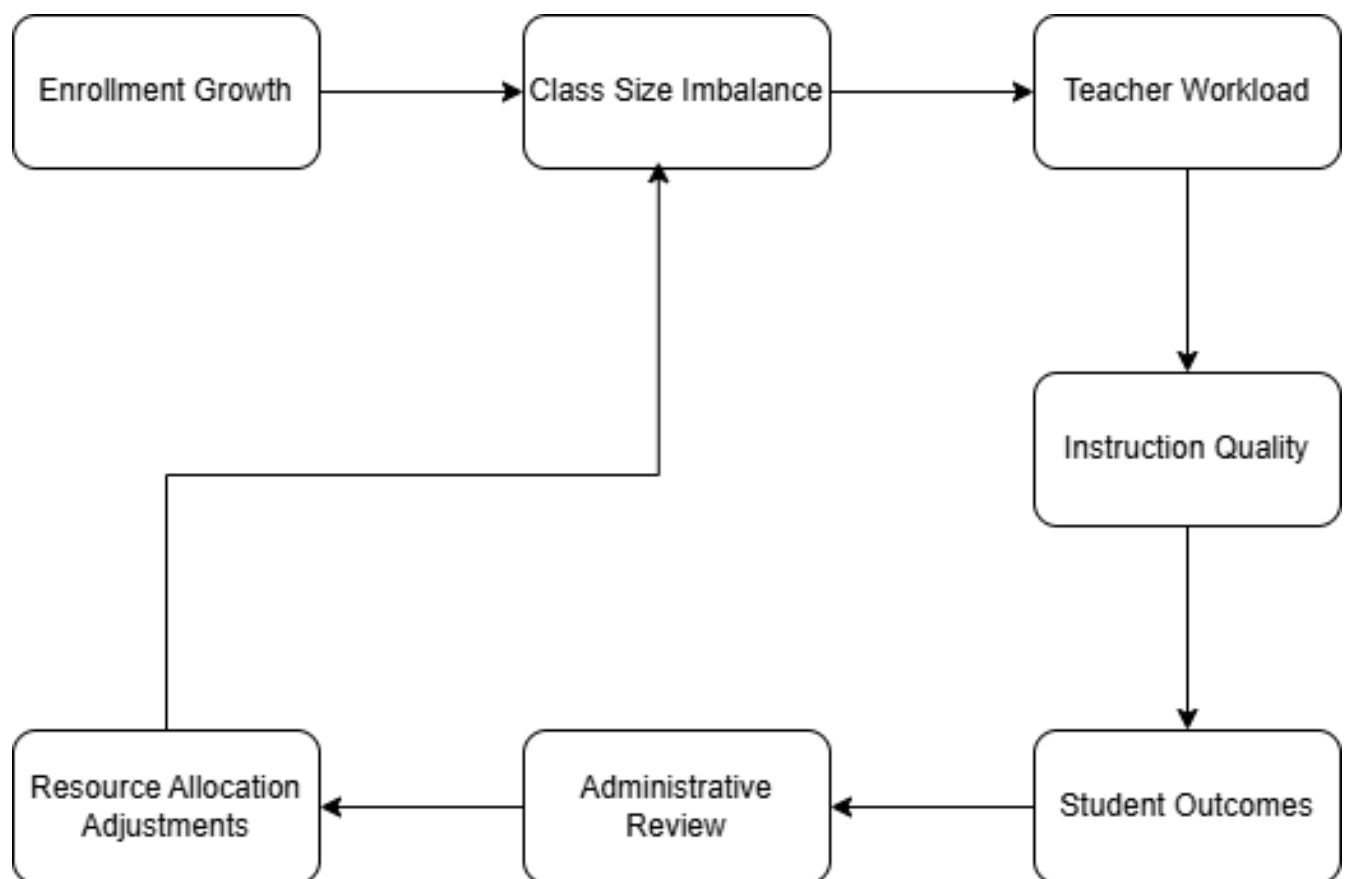 Enrollment Growth
Class Size Imbalance
Teacher Workload
Instruction Quality
Resource Allocation
Adjustments
Administrative
Review
Student Outcomes